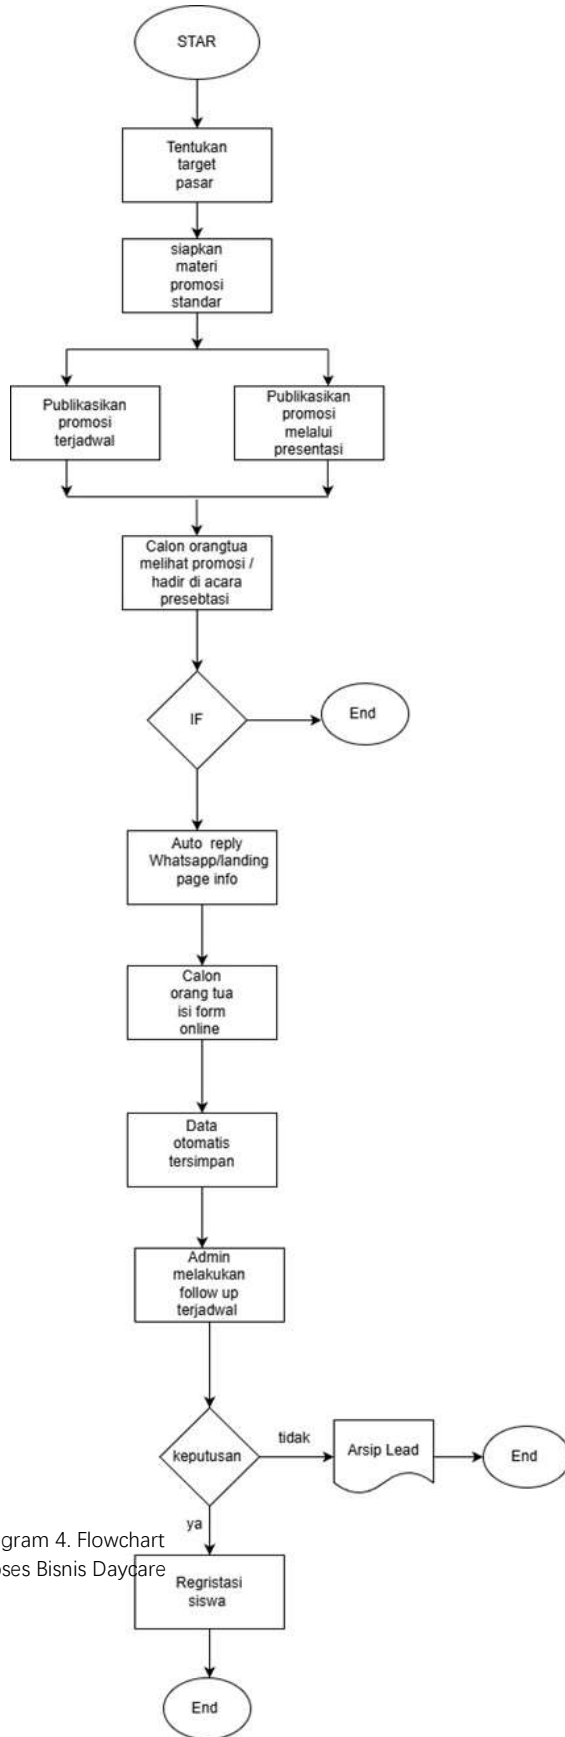 STAR
Tentukan
target
pasar
siapkan
materi
promosi
standar
Publikasikan
promosi
terjadwal
Publikasikan
promosi
melalui
presentasi
Calon orangtua
melihat promosi /
hadir di acara
presebtasi
IF
End
Auto reply
Whatsapp/landing
page info
Calon
orang tua
isi form
online
Data
otomatis
tersimpan
Admin
melakukan
follow up
terjadwal
keputusan
tidak
Arsip Lead
End
ya
gram 4. Flowchart
ses Bisnis Daycare
Regristasi
siswa
End